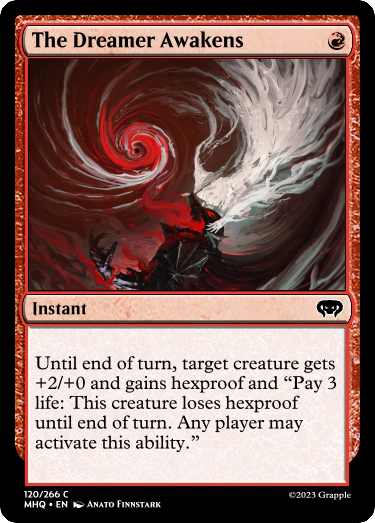 The Dreamer Awakens
Instant
Until end of turn, target creature gets
+2/+0 and gains hexproof and “Pay 3
life: This creature loses hexproof
until end of turn. Any player may
activate this ability.”
120/266 C
MHQ • EN Anato Finnstark
©2023 Grapple